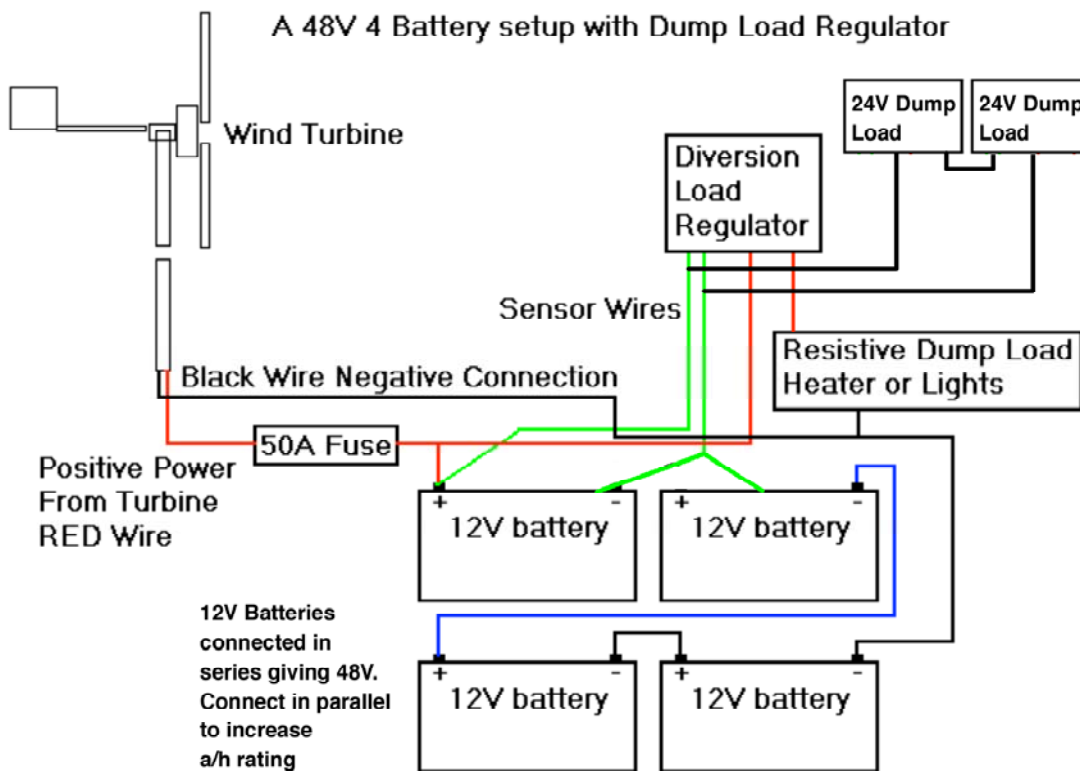 A 48V 4 Battery setup with Dump Load Regulator
24V Dump
Load
24V Dump
Load
Wind Turbine
Diversion
Load
Regulator
Sensor Wires
Resistive Dump Load
Heater or Lights
Black Wire Negative Connection
50A Fuse
Positive Power
From Turbine
RED Wire
+ -
12V battery
+ -
12V battery
12V Batteries
connected in
series giving 48V.
Connect in parallel
to increase
a/h rating
+ -
12V battery
+ -
12V battery